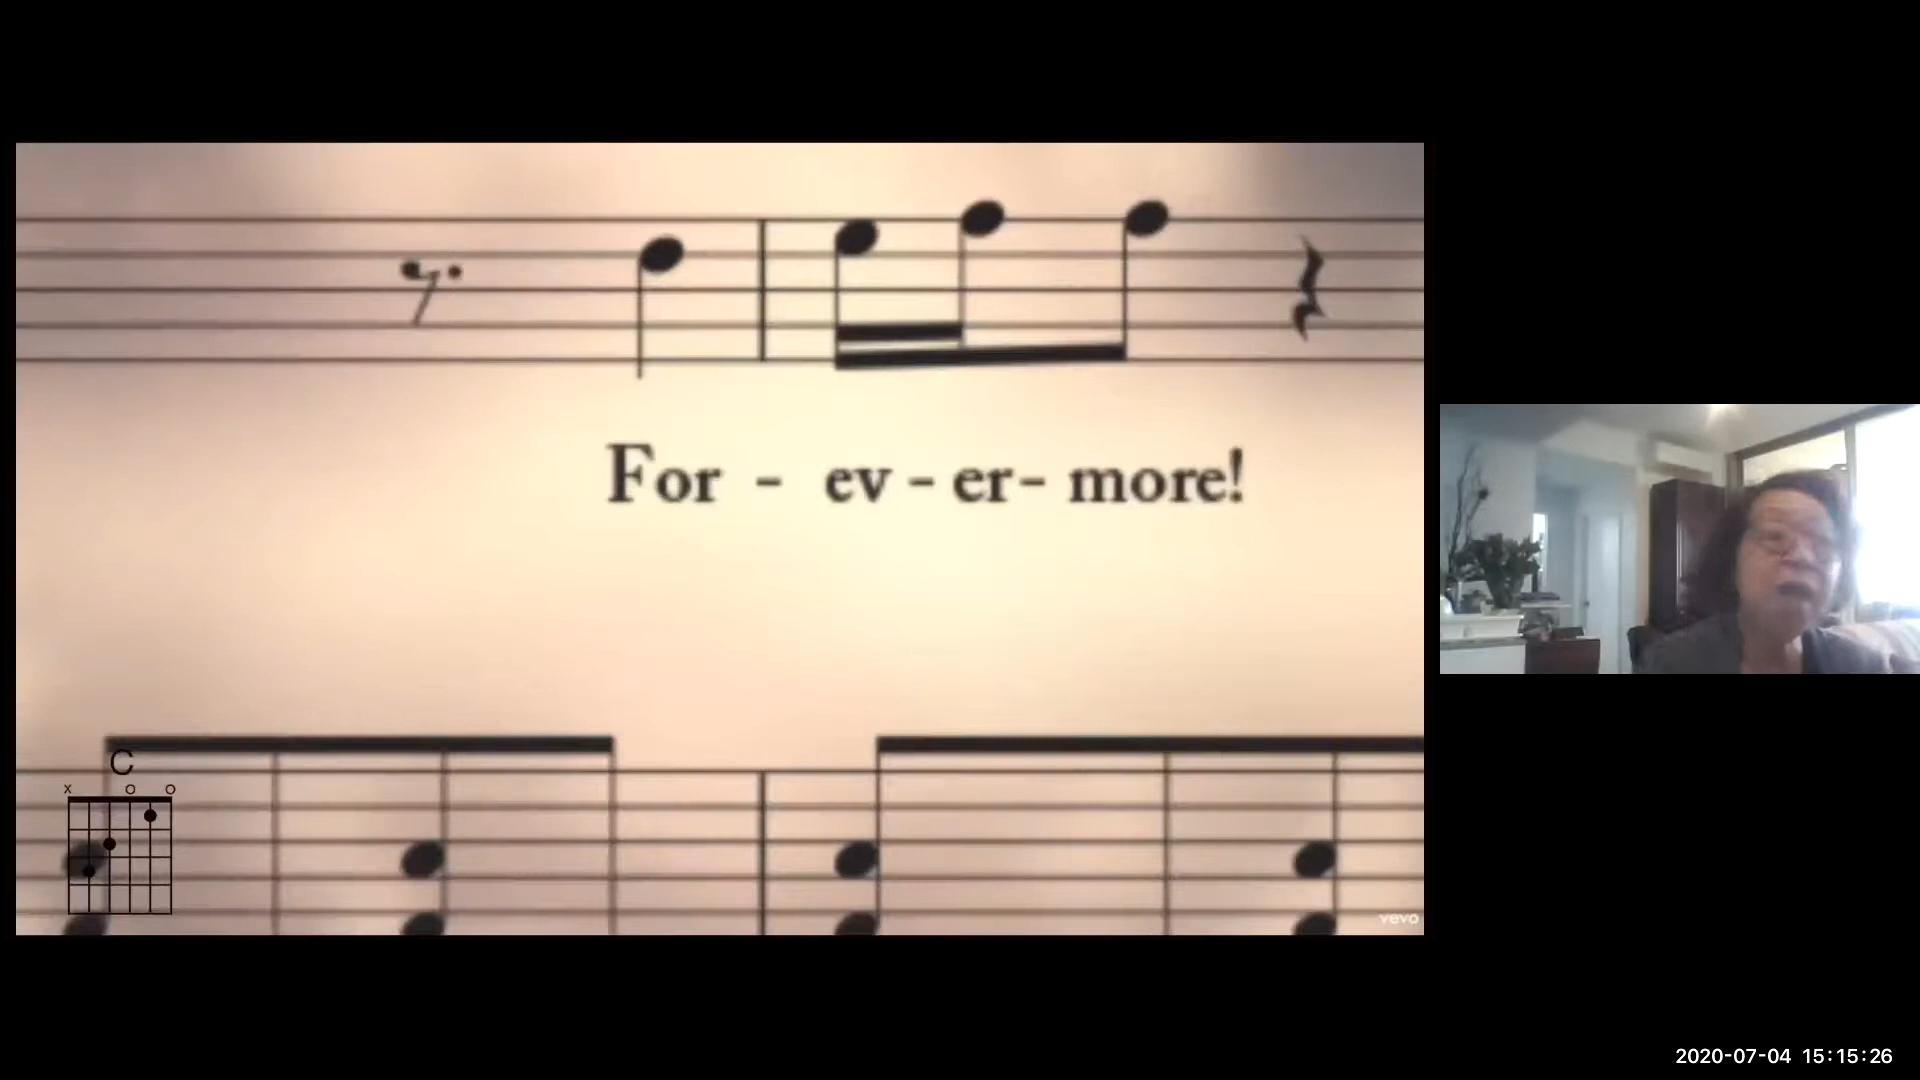 For - ev - er- more!
C
x o o
vevo
2020-07-04 15:15:26